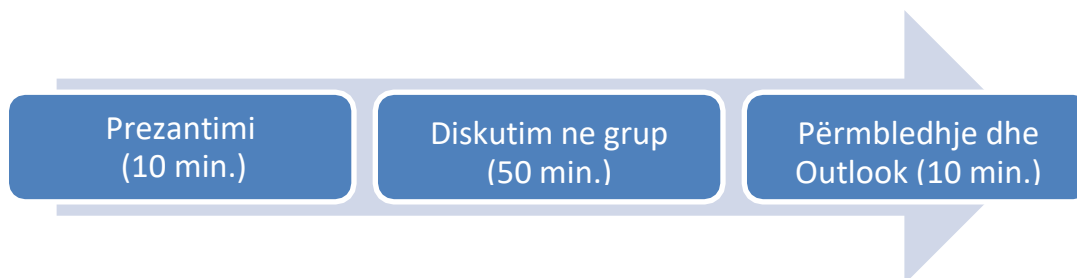 Prezantimi
(10 min.)
Diskutim ne grup
(50 min.)
Përmbledhje dhe
Outlook (10 min.)